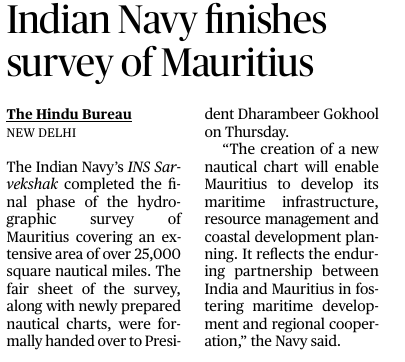 Indian Navy finishes
survey of Mauritius
The Hindu Bureau
NEW DELHI
The Indian Navy's INS Sar-
vekshak completed the fi-
nal phase of the hydro-
graphic survey of
Mauritius covering an ex-
tensive area of over 25,000
square nautical miles. The
fair sheet of the survey,
along with newly prepared
nautical charts, were for-
mally handed over to Presi-
dent Dharambeer Gokhool
on Thursday.
“The creation of a new
nautical chart will enable
Mauritius to develop its
maritime infrastructure,
resource management and
coastal development plan-
ning. It reflects the endur-
ing partnership between
India and Mauritius in fos-
tering maritime develop-
ment and regional cooper-
ation,” the Navy said.